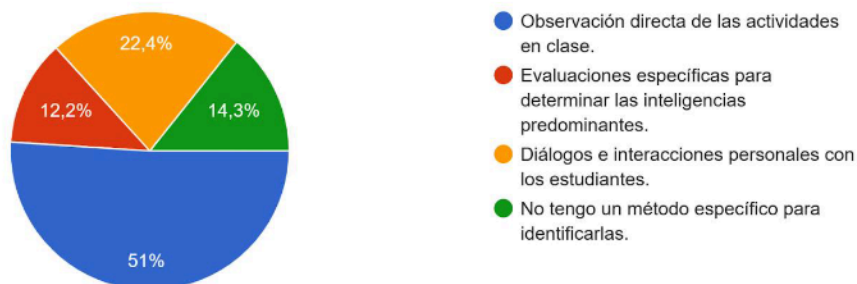 22,4%
12,2%
14,3%
51%
Observación directa de las actividades
en clase.
Evaluaciones específicas para
determinar las inteligencias
predominantes.
Diálogos e interacciones personales con
los estudiantes.
No tengo un método específico para
identificarlas.